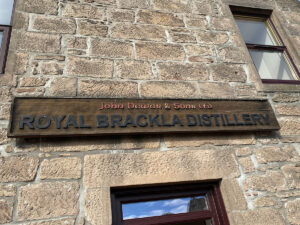 John Dewar & Sons Ltd
ROYAL BRACKLA DISTILLERY